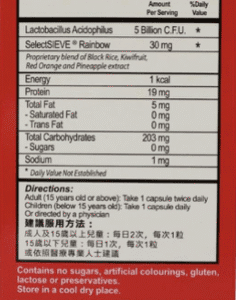 Amount %Daily
Per Serving Value
Lactobacillus Acidophilus 5 Billion C.F.U. *
SelectSIEVE® Rainbow 30 mg *
Proprietary blend of Black Rice, Kiwifruit,
Red Orange and Pineapple extract
Energy 1 kcal
Protein 19 mg
Total Fat 5 mg
- Saturated Fat 0 mg
- Trans Fat 0 mg
Total Carbohydrates 203 mg
- Sugars 0 mg
Sodium 1 mg
* Daily Value Not Established
Directions:
Adult (15 years old or above): Take 1 capsule twice daily
Children (below 15 years old): Take 1 capsule daily
Or directed by a physician
建議服用方法：
成人及15歲以上兒童：每日2次，每次1粒
15歲以下兒童：每日1次，每次1粒
或依照醫療專業人士建議
Contains no sugars, artificial colourings, gluten,
lactose or preservatives.
Store in a cool dry place.